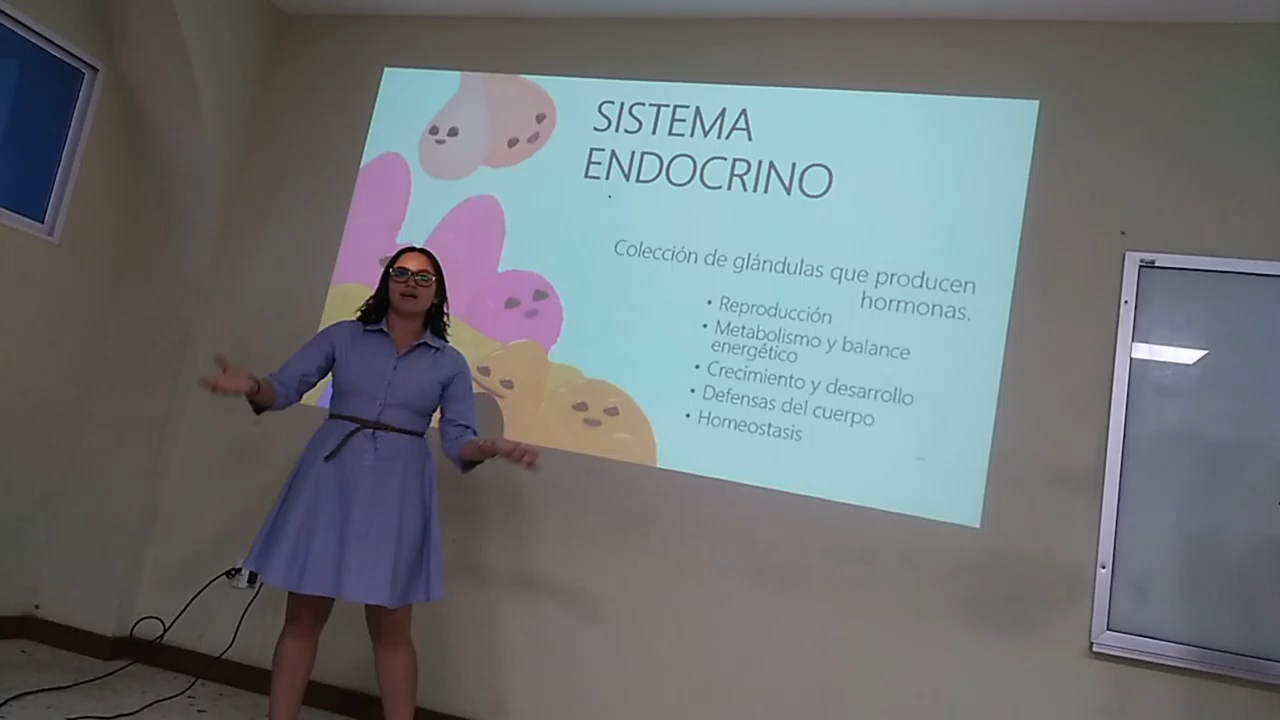 SISTEMA
ENDOCRINO
Colección de glándulas que producen
hormonas.
• Reproducción
• Metabolismo y balance
energético
• Crecimiento y desarrollo
• Defensas del cuerpo
• Homeostasis